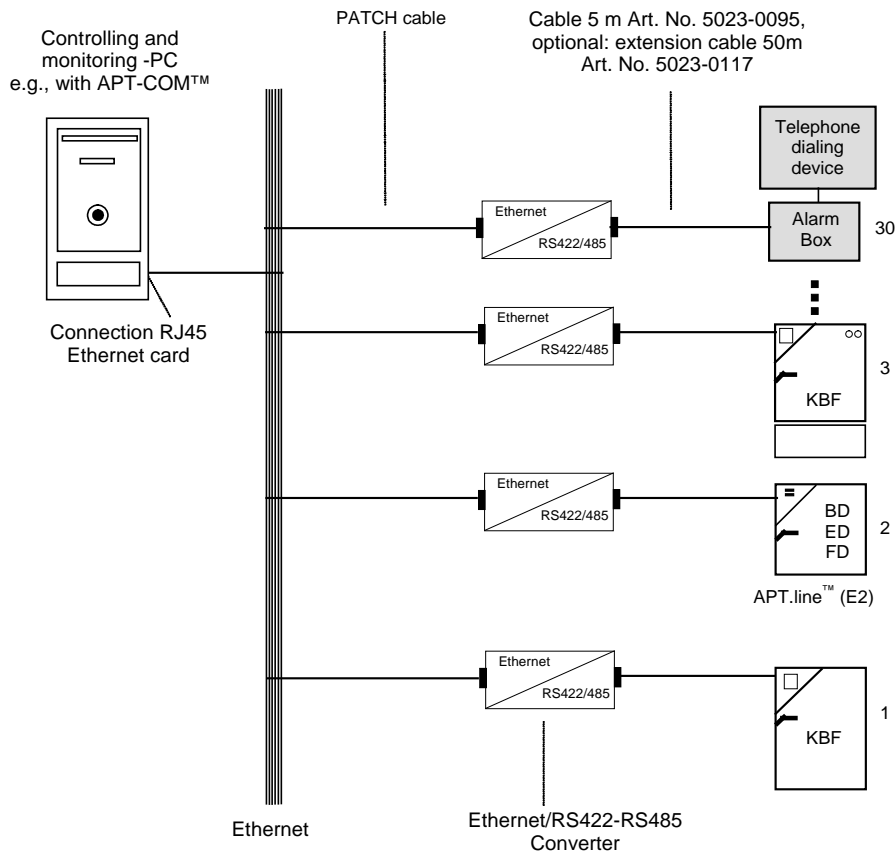 PATCH cable
Cable 5 m Art. No. 5023-0095,
optional: extension cable 50m
Art. No. 5023-0117
Controlling and
monitoring -PC
e.g., with APT-COM™
Telephone
dialing
device
Ethernet
RS422/485
Alarm
Box
30
Connection RJ45
Ethernet card
Ethernet
RS422/485
KBF
3
Ethernet
RS422/485
BD
ED
FD
2
APT.line™ (E2)
Ethernet
RS422/485
KBF
1
Ethernet
Ethernet/RS422-RS485
Converter